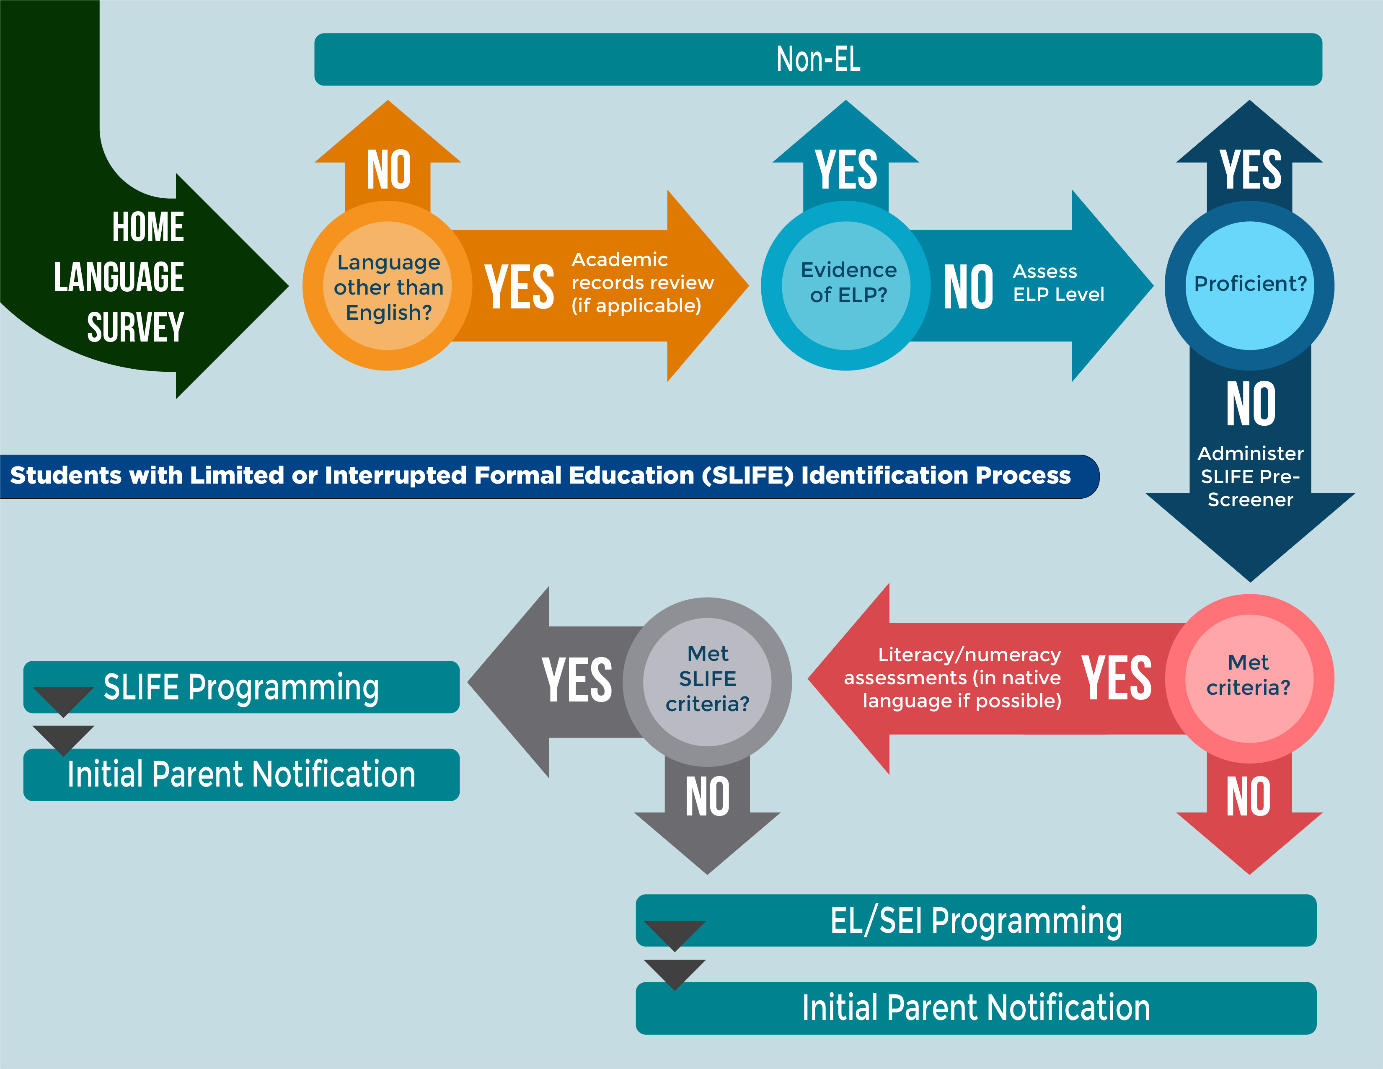 Non-EL
NO
YES
YES
HOME
LANGUAGE
SURVEY
Language
other than
English?
YES
Academic
records review
(if applicable)
Evidence
of ELP?
NO
Assess
ELP Level
Proficient?
NO
Administer
SLIFE Pre-
Screener
Students with Limited or Interrupted Formal Education (SLIFE) Identification Process
Met
criteria?
YES
Literacy/numeracy
assessments (in native
language if possible)
NO
Met
SLIFE
criteria?
YES
NO
SLIFE Programming
Initial Parent Notification
EL/SEI Programming
Initial Parent Notification